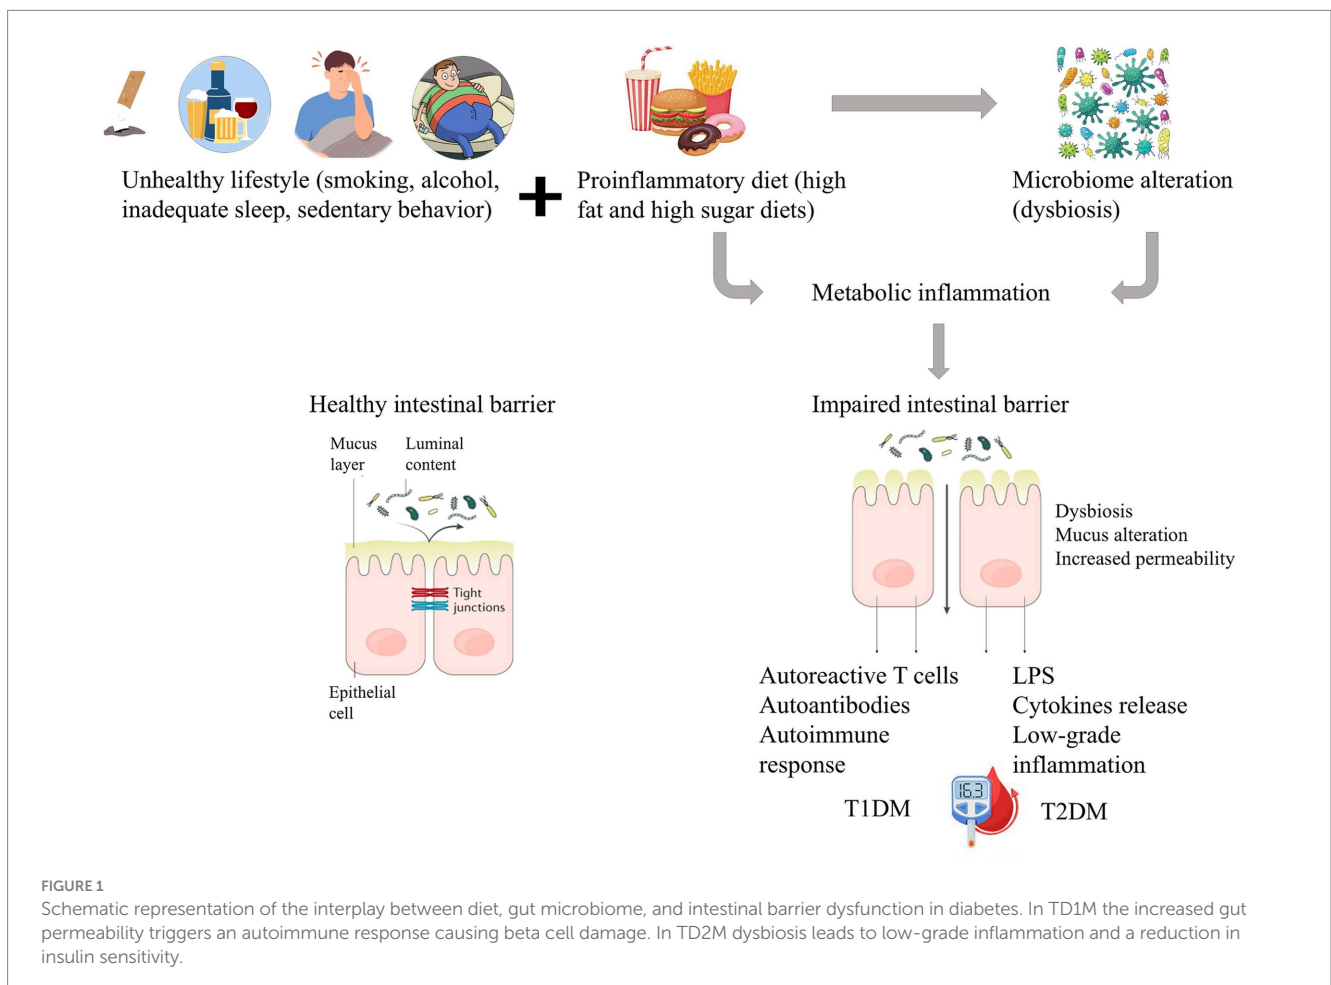 Unhealthy lifestyle (smoking, alcohol,
inadequate sleep, sedentary behavior)
Proinflammatory diet (high
fat and high sugar diets)
Microbiome alteration
(dysbiosis)
Metabolic inflammation
Healthy intestinal barrier
Mucus
layer
Luminal
content
Tight
junctions
Epithelial
cell
Impaired intestinal barrier
Dysbiosis
Mucus alteration
Increased permeability
Autoreactive T cells
Autoantibodies
Autoimmune
response
LPS
Cytokines release
Low-grade
inflammation
T1DM
16.3
T2DM
FIGURE 1
Schematic representation of the interplay between diet, gut microbiome, and intestinal barrier dysfunction in diabetes. In TD1M the increased gut
permeability triggers an autoimmune response causing beta cell damage. In TD2M dysbiosis leads to low-grade inflammation and a reduction in
insulin sensitivity.